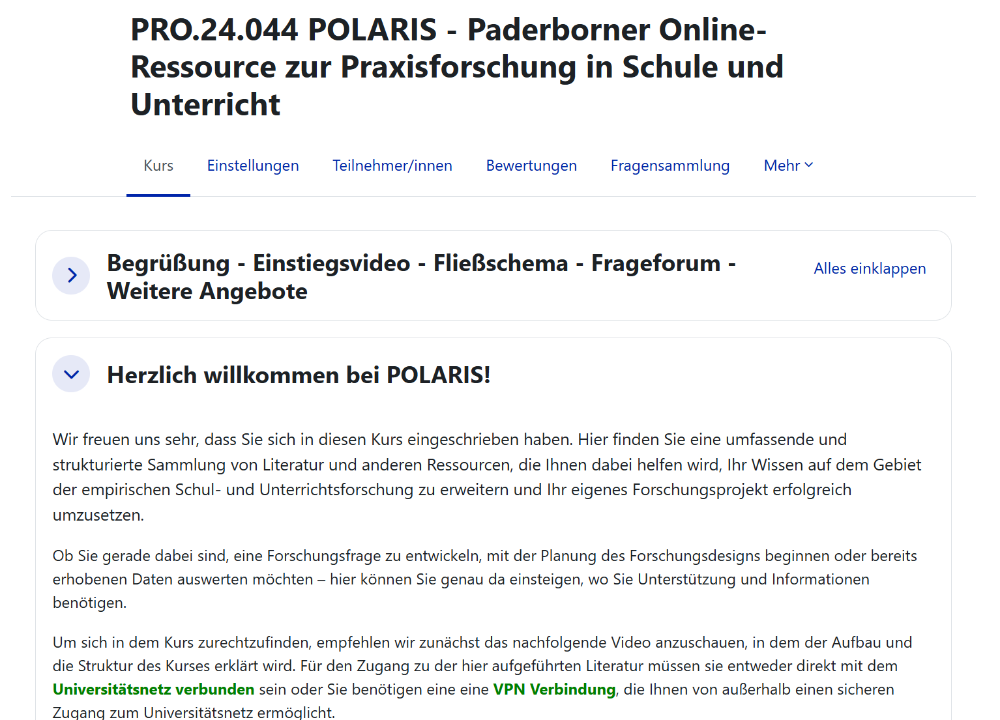 PRO.24.044 POLARIS - Paderborner Online-
Ressource zur Praxisforschung in Schule und
Unterricht
Kurs
Einstellungen
Teilnehmer/innen
Bewertungen
Fragensammlung
Mehr
Begrüßung - Einstiegsvideo - Fließschema - Frageforum -
Weitere Angebote
Alles einklappen
Herzlich willkommen bei POLARIS!
Wir freuen uns sehr, dass Sie sich in diesen Kurs eingeschrieben haben. Hier finden Sie eine umfassende und
strukturierte Sammlung von Literatur und anderen Ressourcen, die Ihnen dabei helfen wird, Ihr Wissen auf dem Gebiet
der empirischen Schul- und Unterrichtsforschung zu erweitern und Ihr eigenes Forschungsprojekt erfolgreich
umzusetzen.
Ob Sie gerade dabei sind, eine Forschungsfrage zu entwickeln, mit der Planung des Forschungsdesigns beginnen oder bereits
erhobenen Daten auswerten möchten – hier können Sie genau da einsteigen, wo Sie Unterstützung und Informationen
benötigen.
Um sich in dem Kurs zurechtzufinden, empfehlen wir zunächst das nachfolgende Video anzuschauen, in dem der Aufbau und
die Struktur des Kurses erklärt wird. Für den Zugang zu der hier aufgeführten Literatur müssen sie entweder direkt mit dem
Universitätsnetz verbunden sein oder Sie benötigen eine eine VPN Verbindung, die Ihnen von außerhalb einen sicheren
Zugang zum Universitätsnetz ermöglicht.